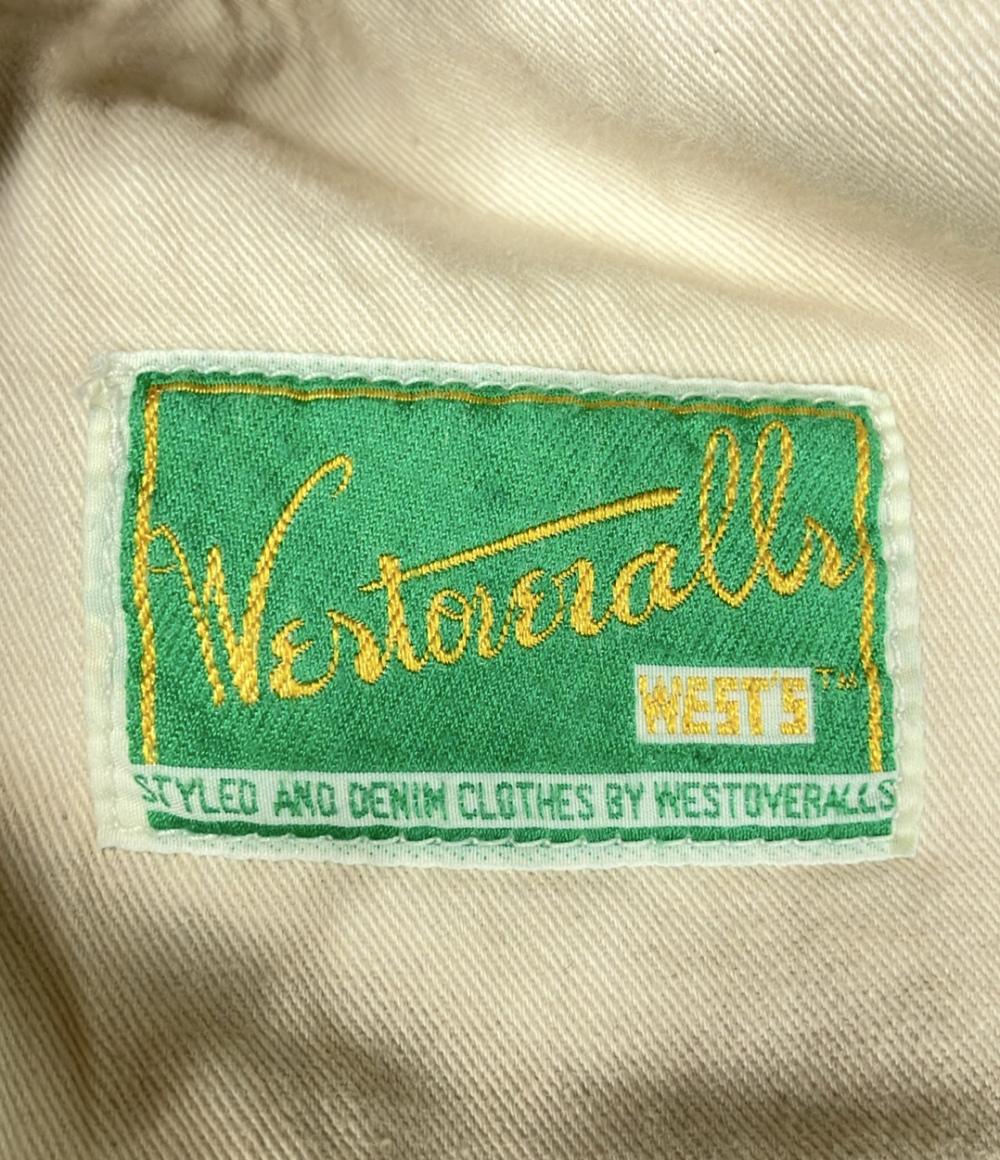 Westoveralls
WEST'S™
STYLED AND DENIM CLOTHES BY WESTOVERALLS